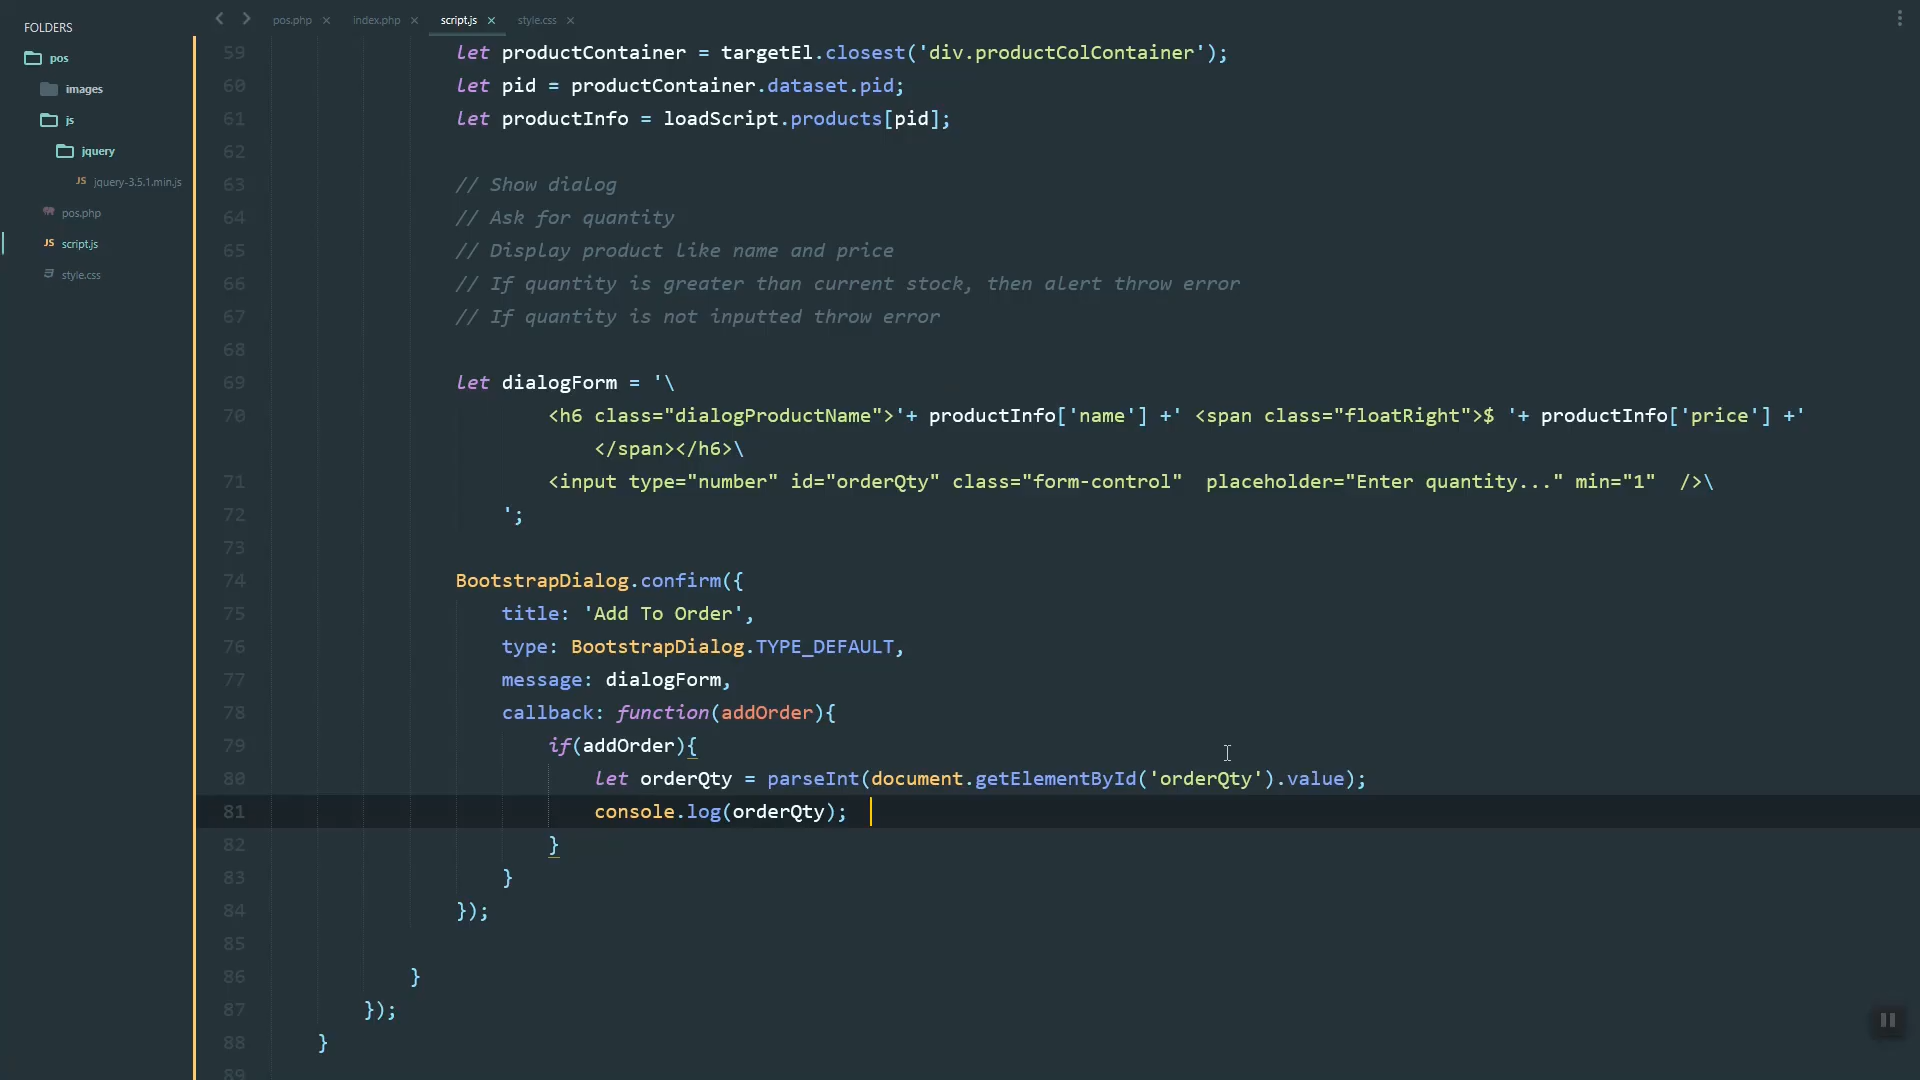 FOLDERS
pos
images
js
jquery
JS jquery-3.5.1.min.js
pos.php
JS script.js
style.css
pos.php × index.php × script.js × style.css ×
59 let productContainer = targetEl.closest('div.productColContainer');
60 let pid = productContainer.dataset.pid;
61 let productInfo = loadScript.products[pid];
62
63 // Show dialog
64 // Ask for quantity
65 // Display product like name and price
66 // If quantity is greater than current stock, then alert throw error
67 // If quantity is not inputted throw error
68
69 let dialogForm = '\
70 <h6 class="dialogProductName">'+ productInfo['name'] +' <span class="floatRight">$ '+ productInfo['price'] +'
</span></h6>\
71 <input type="number" id="orderQty" class="form-control"  placeholder="Enter quantity..." min="1"  />\
72 ';
73
74 BootstrapDialog.confirm({
75 title: 'Add To Order',
76 type: BootstrapDialog.TYPE_DEFAULT,
77 message: dialogForm,
78 callback: function(addOrder){
79 if(addOrder){
80 let orderQty = parseInt(document.getElementById('orderQty').value);
81 console.log(orderQty);
82 }
83 }
84 });
85
86 }
87 });
88 }
89